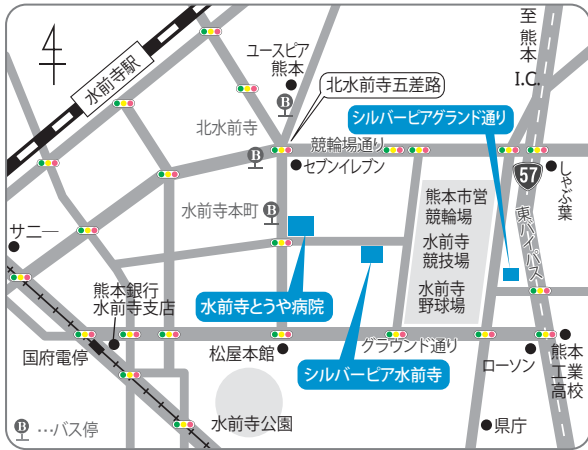 至
熊
本
I.C.
水前寺駅
ユースピア
熊本
B
北水前寺五差路
シルバーピアグランド通り
北水前寺
B
競輪場通り
セブンイレブン
しゃぶ葉
57
東バイパス
水前寺本町
B
熊本市営
競輪場
水前寺
競技場
水前寺
野球場
サニー
水前寺とうや病院
熊本銀行
水前寺支店
シルバーピア水前寺
国府電停
松屋本館
グラウンド通り
ローソン
熊本
工業
高校
水前寺公園
県庁
B …バス停